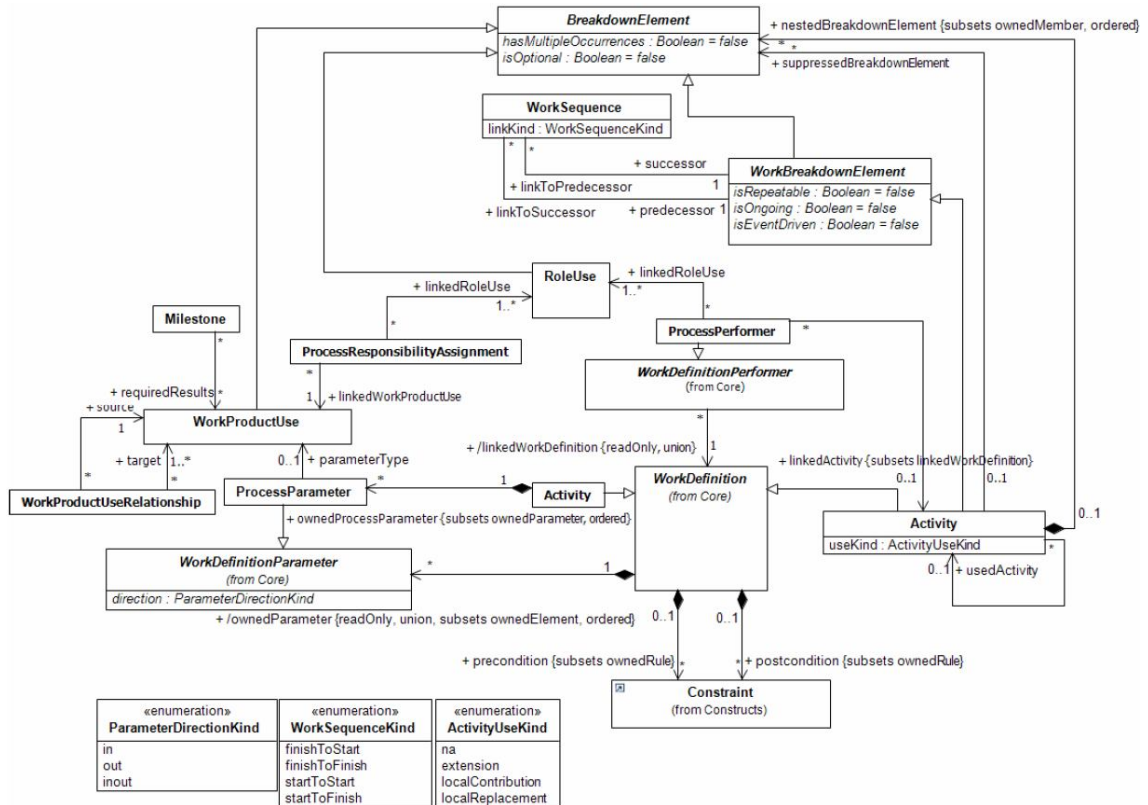 BreakdownElement
hasMultipleOccurrences : Boolean = false
isOptional : Boolean = false
+ nestedBreakdownElement {subsets ownedMember, ordered}
* *
+ suppressedBreakdownElement
WorkSequence
linkKind : WorkSequenceKind
*
*
+ successor
1
+ linkToPredecessor
+ linkToSuccessor
+ predecessor 1
WorkBreakdownElement
isRepeatable : Boolean = false
isOngoing : Boolean = false
isEventDriven : Boolean = false
RoleUse
+ linkedRoleUse
1..*
*
+ linkedRoleUse
1..*
*
Milestone
*
ProcessPerformer
*
ProcessResponsibilityAssignment
*
WorkDefinitionPerformer
(from Core)
*
+ requiredResults
*
1 + linkedWorkProductUse
+ source
1
WorkProductUse
+ /linkedWorkDefinition {readOnly, union}
1
+ target
1..*
0..1
+ parameterType
*
*
+ linkedActivity {subsets linkedWorkDefinition}
0..1
0..1
WorkProductUseRelationship
ProcessParameter
*
1
Activity
WorkDefinition
(from Core)
+ ownedProcessParameter {subsets ownedParameter, ordered}
Activity
useKind : ActivityUseKind
0..1
*
0..1
+ usedActivity
WorkDefinitionParameter
(from Core)
direction : ParameterDirectionKind
*
1
+ /ownedParameter {readOnly, union, subsets ownedElement, ordered}
0..1
0..1
+ precondition {subsets ownedRule}
*
* + postcondition {subsets ownedRule}
Constraint
(from Constructs)
«enumeration»
ParameterDirectionKind
in
out
inout
«enumeration»
WorkSequenceKind
finishToStart
finishToFinish
startToStart
startToFinish
«enumeration»
ActivityUseKind
na
extension
localContribution
localReplacement